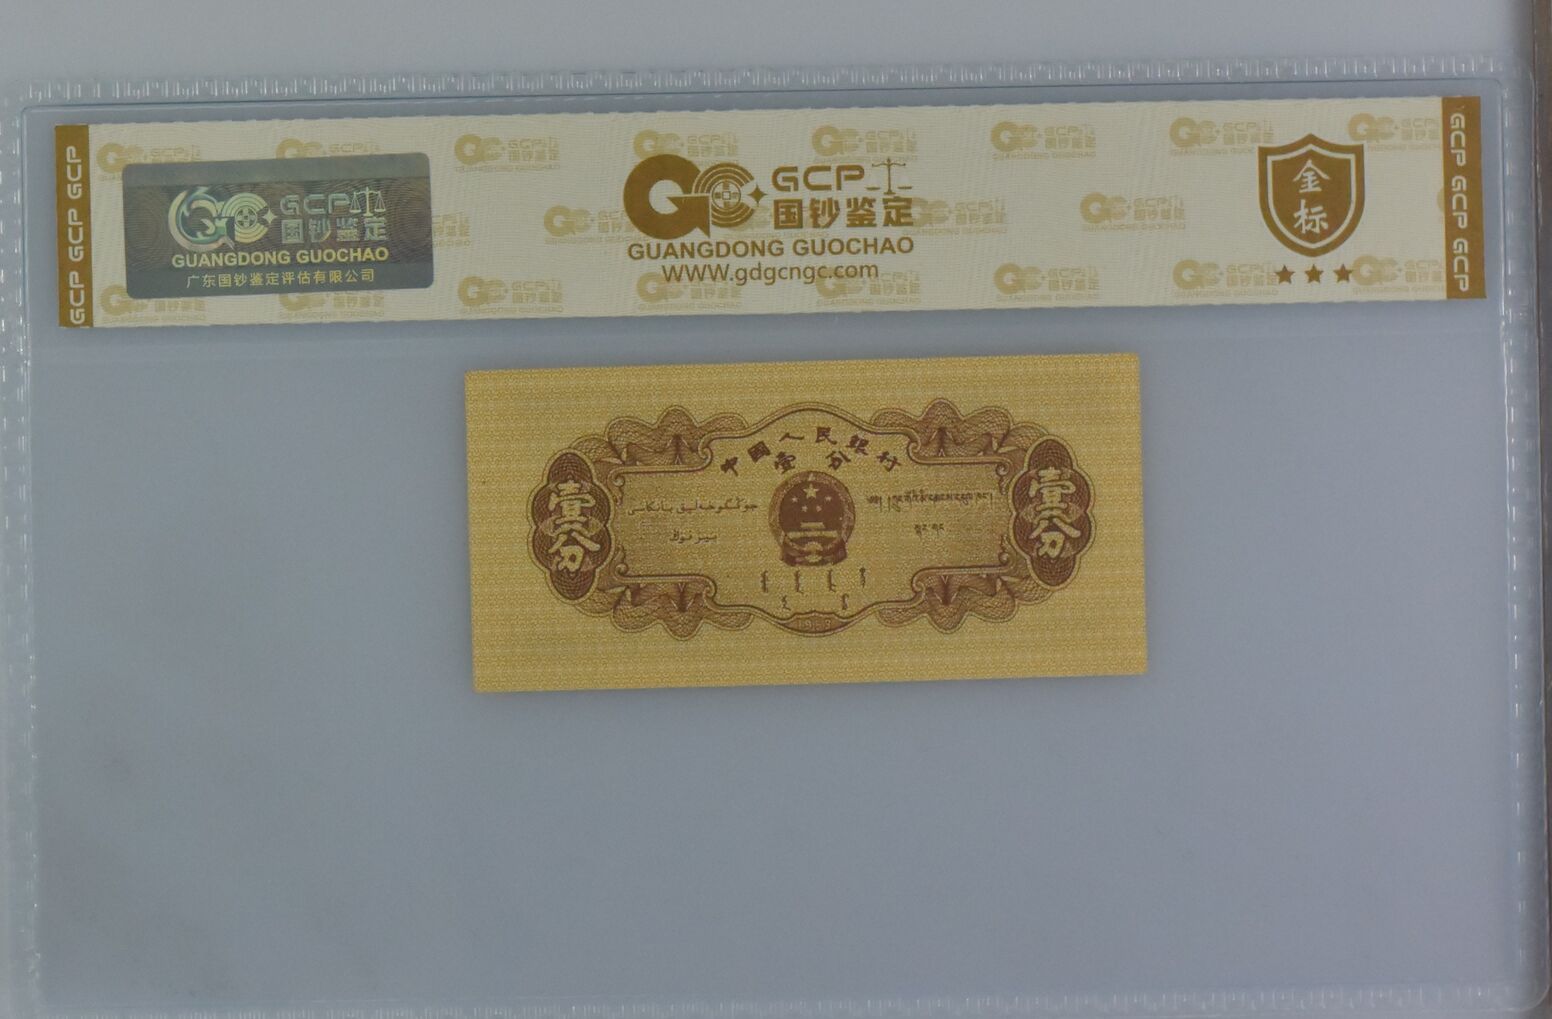 GCP GCP GCP
GCP
国钞鉴定
GUANGDONG GUOCHAO
广东国钞鉴定评估有限公司
GCP
国钞鉴定
GUANGDONG GUOCHAO
WWW.gdgcngc.com
金标
GCP GCP GCP
中国人民银行
壹分
壹分
壹分